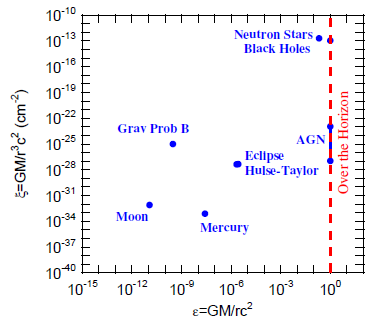 10⁻¹⁰
10⁻¹³
10⁻¹⁶
10⁻¹⁹
10⁻²²
10⁻²⁵
10⁻²⁸
10⁻³¹
10⁻³⁴
10⁻³⁷
10⁻⁴⁰
ξ=GM/r³c² (cm⁻²)
Neutron Stars
Black Holes
Grav Prob B
AGN
Eclipse
Hulse-Taylor
Moon
Mercury
Over the Horizon
10⁻¹⁵ 10⁻¹² 10⁻⁹ 10⁻⁶ 10⁻³ 10⁰
ε=GM/rc²